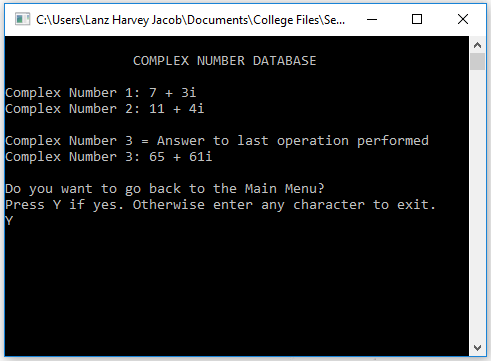 C:\Users\Lanz Harvey Jacob\Documents\College Files\Se...
COMPLEX NUMBER DATABASE
Complex Number 1: 7 + 3i
Complex Number 2: 11 + 4i
Complex Number 3 = Answer to last operation performed
Complex Number 3: 65 + 61i
Do you want to go back to the Main Menu?
Press Y if yes. Otherwise enter any character to exit.
Y